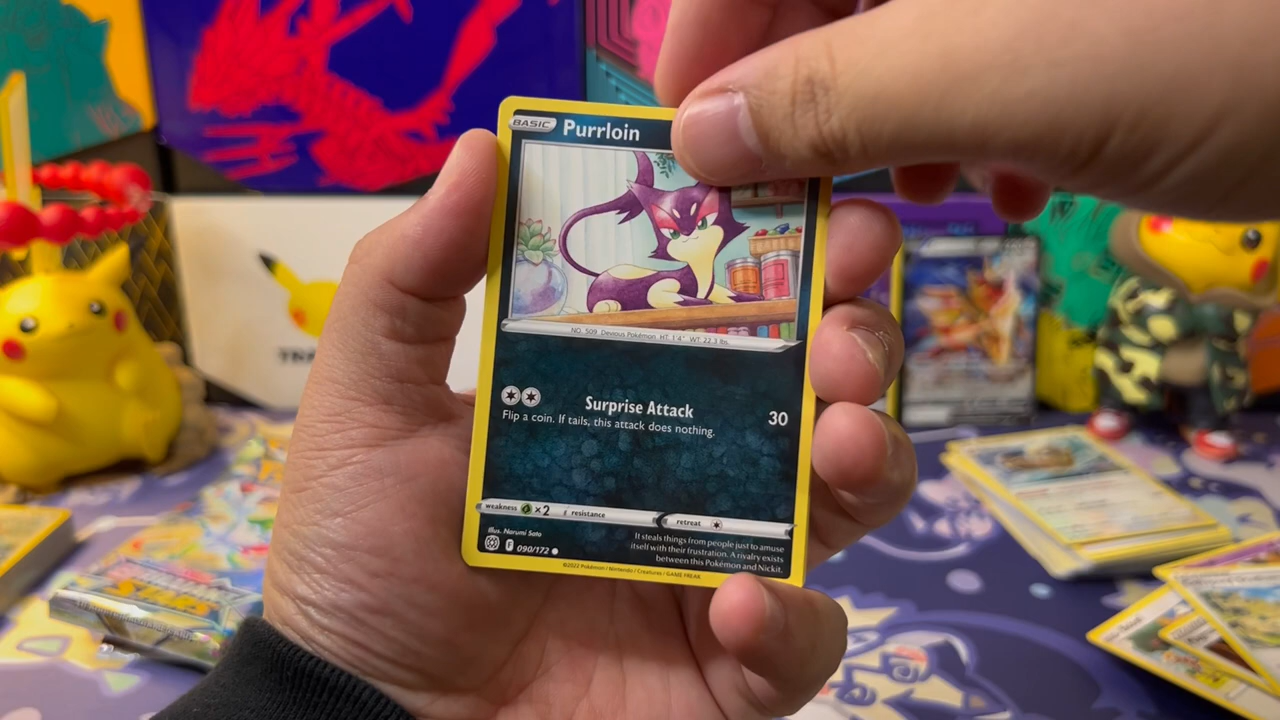 BASIC Purrloin
NO. 509 Devious Pokémon HT: 1'4" WT: 22.3 lbs.
Surprise Attack 30
Flip a coin. If tails, this attack does nothing.
weakness ×2 resistance retreat
Illus. Narumi Sato
It steals things from people just to amuse
itself with their frustration. A rivalry exists
between this Pokémon and Nickit.
F 090/172
©2022 Pokémon / Nintendo / Creatures / GAME FREAK
TRA
STARS